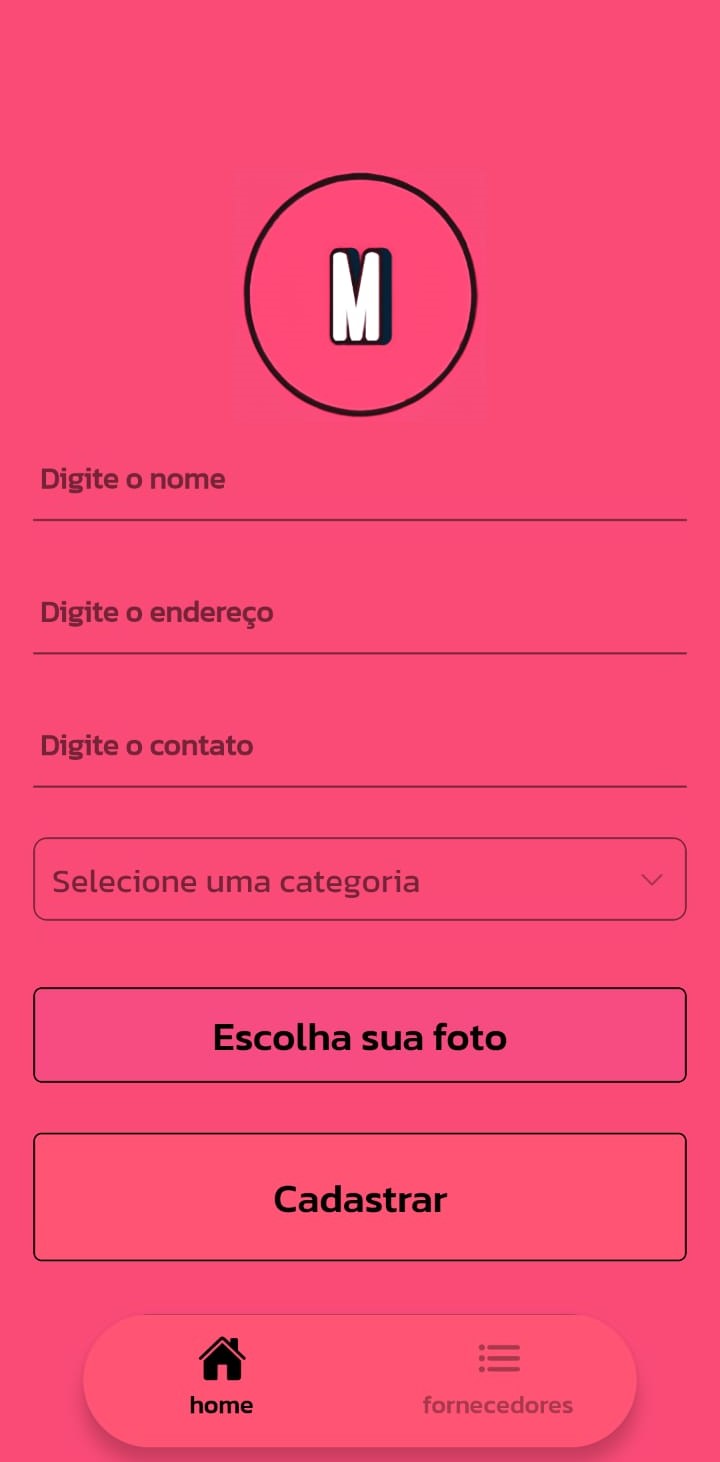 M
Digite o nome
Digite o endereço
Digite o contato
Selecione uma categoria
Escolha sua foto
Cadastrar
home
fornecedores